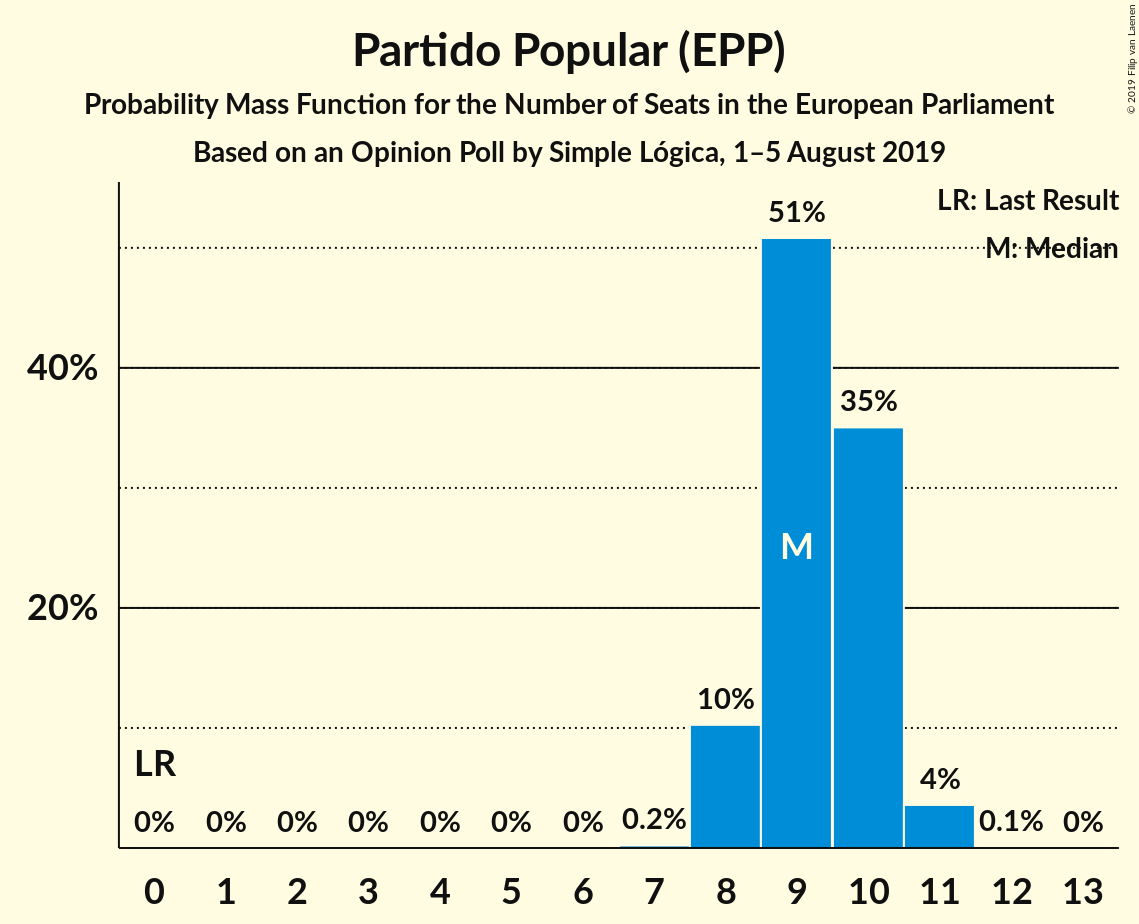 Partido Popular (EPP)
Probability Mass Function for the Number of Seats in the European Parliament
Based on an Opinion Poll by Simple Lógica, 1–5 August 2019
© 2019 Filip van Laenen
LR: Last Result
M: Median
51%
40%
35%
M
20%
10%
LR
4%
0% 0% 0% 0% 0% 0% 0% 0.2% 0.1% 0%
0 1 2 3 4 5 6 7 8 9 10 11 12 13